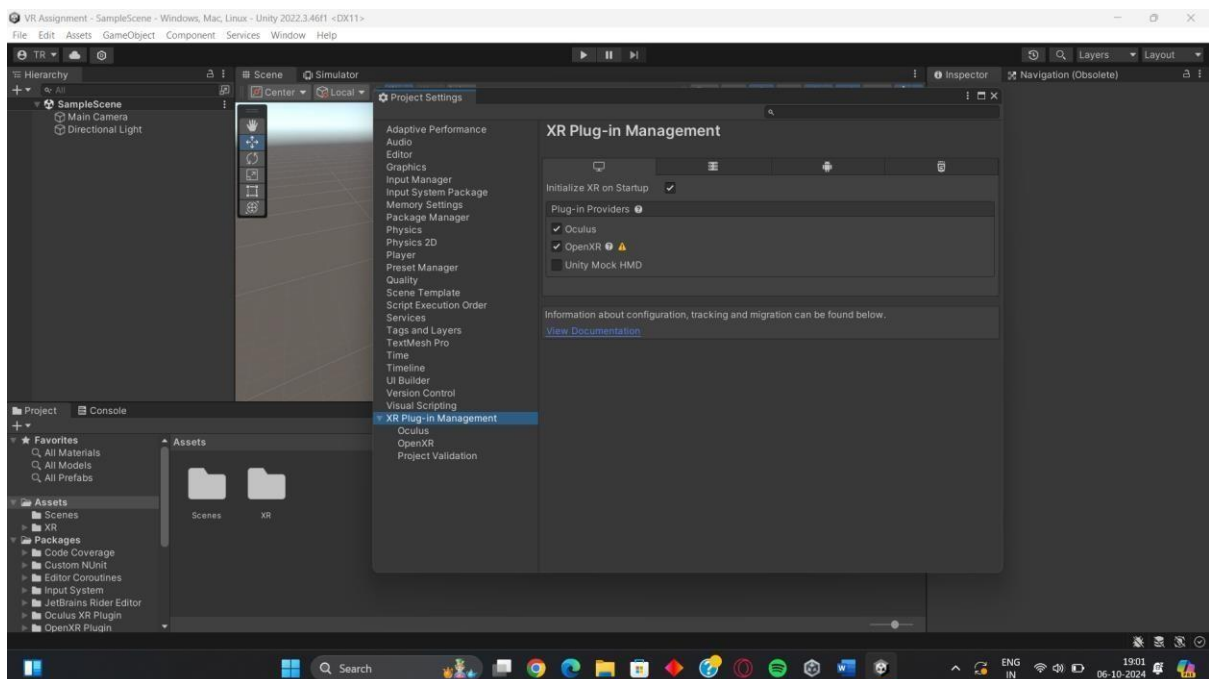 VR Assignment - SampleScene - Windows, Mac, Linux - Unity 2022.3.46f1 <DX11>
File Edit Assets GameObject Component Services Window Help
TR
Layers
Layout
Hierarchy
Scene
Simulator
Inspector
Navigation (Obsolete)
All
Center
Local
SampleScene
Main Camera
Directional Light
Project Settings
Adaptive Performance
Audio
Editor
Graphics
Input Manager
Input System Package
Memory Settings
Package Manager
Physics
Physics 2D
Player
Preset Manager
Quality
Scene Template
Script Execution Order
Services
Tags and Layers
TextMesh Pro
Time
Timeline
UI Builder
Version Control
Visual Scripting
XR Plug-in Management
Oculus
OpenXR
Project Validation
XR Plug-in Management
Initialize XR on Startup
Plug-in Providers
Oculus
OpenXR
Unity Mock HMD
Information about configuration, tracking and migration can be found below.
View Documentation
Project
Console
Favorites
All Materials
All Models
All Prefabs
Assets
Scenes
XR
Packages
Code Coverage
Custom NUnit
Editor Coroutines
Input System
JetBrains Rider Editor
Oculus XR Plugin
OpenXR Plugin
Assets
Scenes
XR
Search
ENG
IN
19:01
06-10-2024